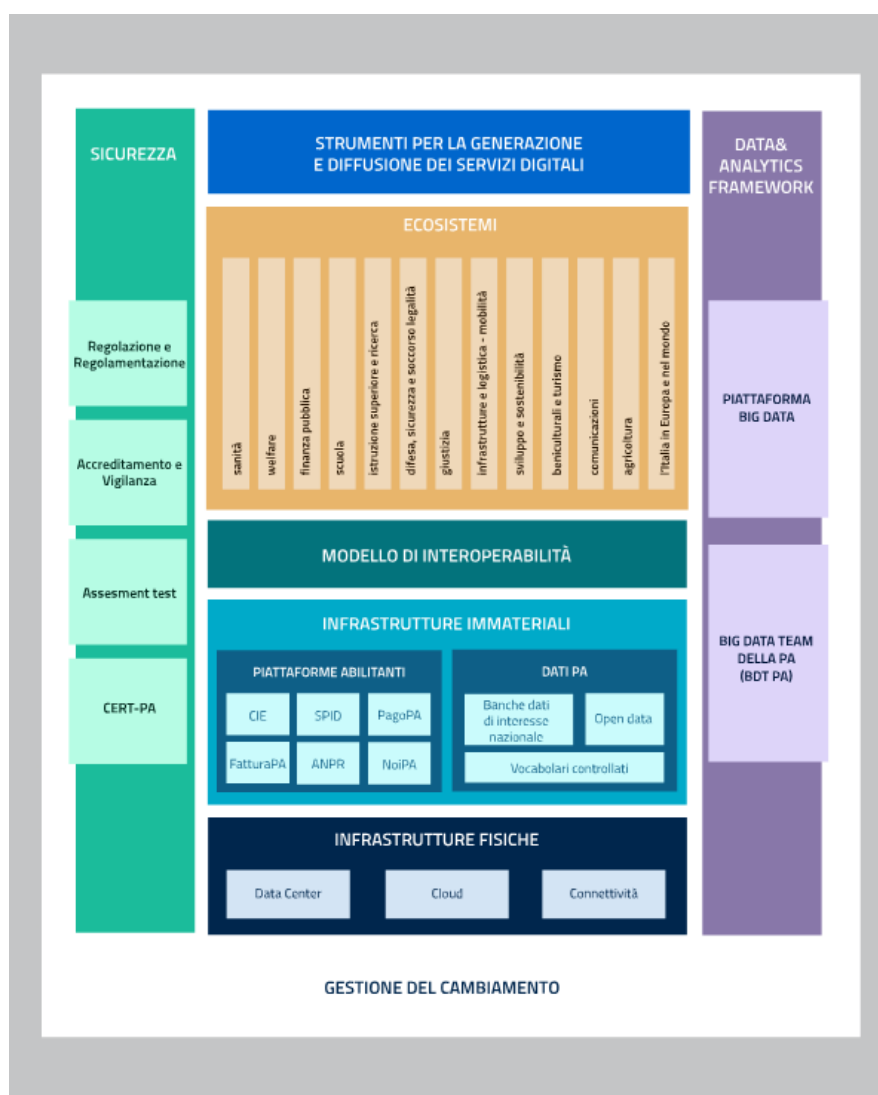 SICUREZZA
Regolazione e
Regolamentazione
Accreditamento e
Vigilanza
Assesment test
CERT-PA
STRUMENTI PER LA GENERAZIONE
E DIFFUSIONE DEI SERVIZI DIGITALI
ECOSISTEMI
sanità
welfare
finanza pubblica
scuola
istruzione superiore e ricerca
difesa, sicurezza e soccorso legalità
giustizia
infrastrutture e logistica - mobilità
sviluppo e sostenibilità
beniculturali e turismo
comunicazioni
agricoltura
l'Italia in Europa e nel mondo
MODELLO DI INTEROPERABILITÀ
INFRASTRUTTURE IMMATERIALI
PIATTAFORME ABILITANTI
CIE
SPID
PagoPA
FatturaPA
ANPR
NoiPA
DATI PA
Banche dati
di interesse
nazionale
Open data
Vocabolari controllati
INFRASTRUTTURE FISICHE
Data Center
Cloud
Connettività
DATA&
ANALYTICS
FRAMEWORK
PIATTAFORMA
BIG DATA
BIG DATA TEAM
DELLA PA
(BDT PA)
GESTIONE DEL CAMBIAMENTO